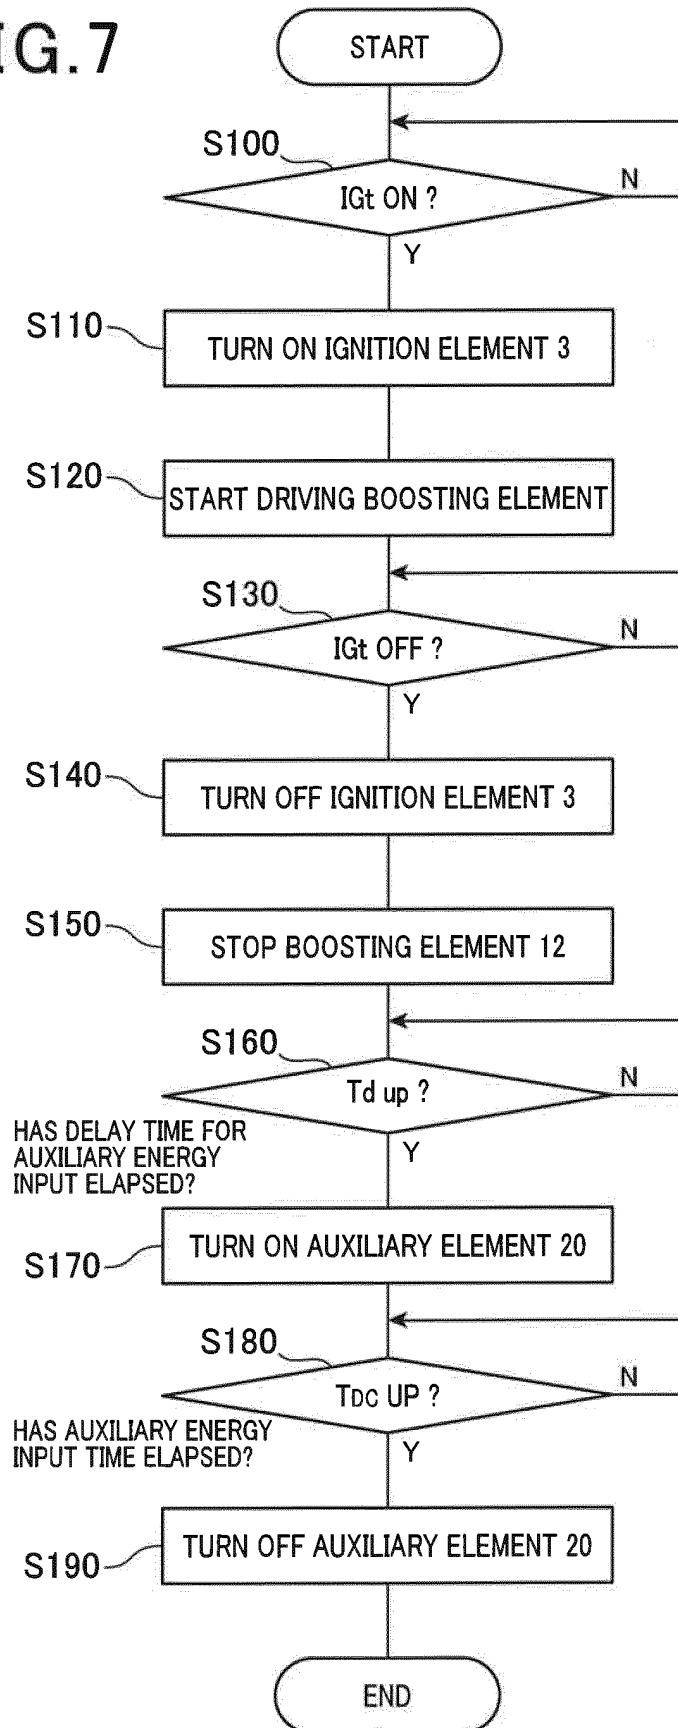 IG.7
START
S100
IGt ON ?
N
Y
S110
TURN ON IGNITION ELEMENT 3
S120
START DRIVING BOOSTING ELEMENT
S130
IGt OFF ?
N
Y
S140
TURN OFF IGNITION ELEMENT 3
S150
STOP BOOSTING ELEMENT 12
S160
Td up ?
N
HAS DELAY TIME FOR
AUXILIARY ENERGY
INPUT ELAPSED?
Y
S170
TURN ON AUXILIARY ELEMENT 20
S180
TDC UP ?
N
HAS AUXILIARY ENERGY
INPUT TIME ELAPSED?
Y
S190
TURN OFF AUXILIARY ELEMENT 20
END